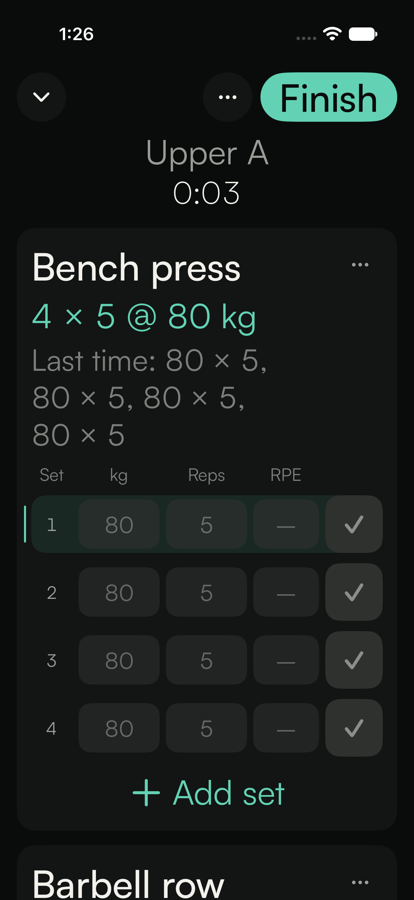 1:26
Finish
Upper A
0:03
Bench press
4 × 5 @ 80 kg
Last time: 80 × 5,
80 × 5, 80 × 5,
80 × 5
Set kg Reps RPE
1 80 5 —
2 80 5 —
3 80 5 —
4 80 5 —
+ Add set
Barbell row